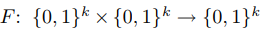 F: {0, 1}ᵏ × {0, 1}ᵏ → {0, 1}ᵏ